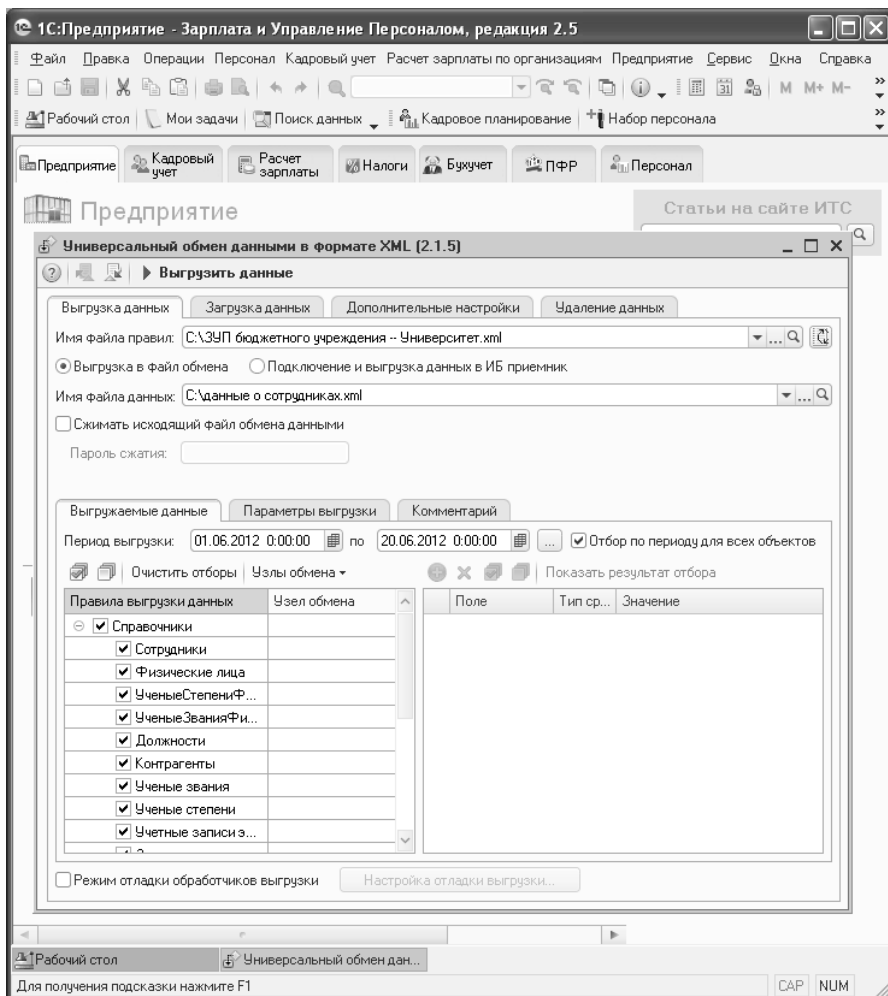 1С:Предприятие - Зарплата и Управление Персоналом, редакция 2.5
Файл Правка Операции Персонал Кадровый учет Расчет зарплаты по организациям Предприятие Сервис Окна Справка
M M+ M-
Рабочий стол Мои задачи Поиск данных Кадровое планирование Набор персонала
Предприятие Кадровый учет Расчет зарплаты Налоги Бухучет ПФР Персонал
Предприятие Статьи на сайте ИТС
Универсальный обмен данными в формате XML (2.1.5)
Выгрузить данные
Выгрузка данных Загрузка данных Дополнительные настройки Удаление данных
Имя файла правил: C:\ЗУП бюджетного учреждения -- Университет.xml
Выгрузка в файл обмена Подключение и выгрузка данных в ИБ приемник
Имя файла данных: C:\данные о сотрудниках.xml
Сжимать исходящий файл обмена данными
Пароль сжатия:
Выгружаемые данные Параметры выгрузки Комментарий
Период выгрузки: 01.06.2012 0:00:00 по 20.06.2012 0:00:00 ... Отбор по периоду для всех объектов
Очистить отборы Узлы обмена Показать результат отбора
Правила выгрузки данных Узел обмена Поле Тип ср... Значение
Справочники
Сотрудники
Физические лица
УченыеСтепениФ...
УченыеЗванияФи...
Должности
Контрагенты
Ученые звания
Ученые степени
Учетные записи э...
Режим отладки обработчиков выгрузки Настройка отладки выгрузки...
Рабочий стол Универсальный обмен дан...
Для получения подсказки нажмите F1 CAP NUM